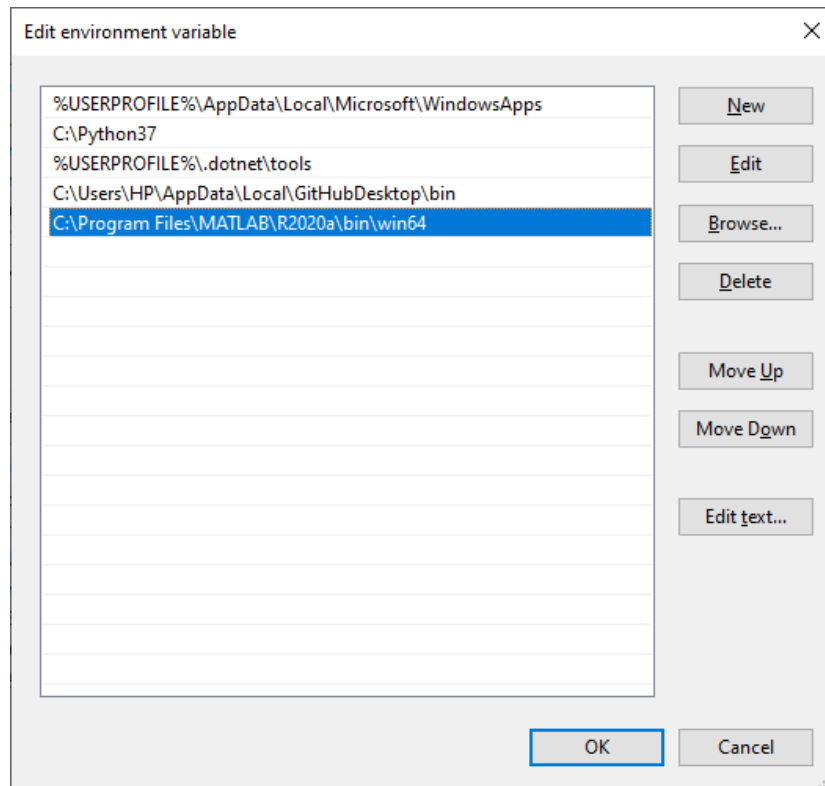 Edit environment variable
%USERPROFILE%\AppData\Local\Microsoft\WindowsApps
C:\Python37
%USERPROFILE%\.dotnet\tools
C:\Users\HP\AppData\Local\GitHubDesktop\bin
C:\Program Files\MATLAB\R2020a\bin\win64
New
Edit
Browse...
Delete
Move Up
Move Down
Edit text...
OK
Cancel